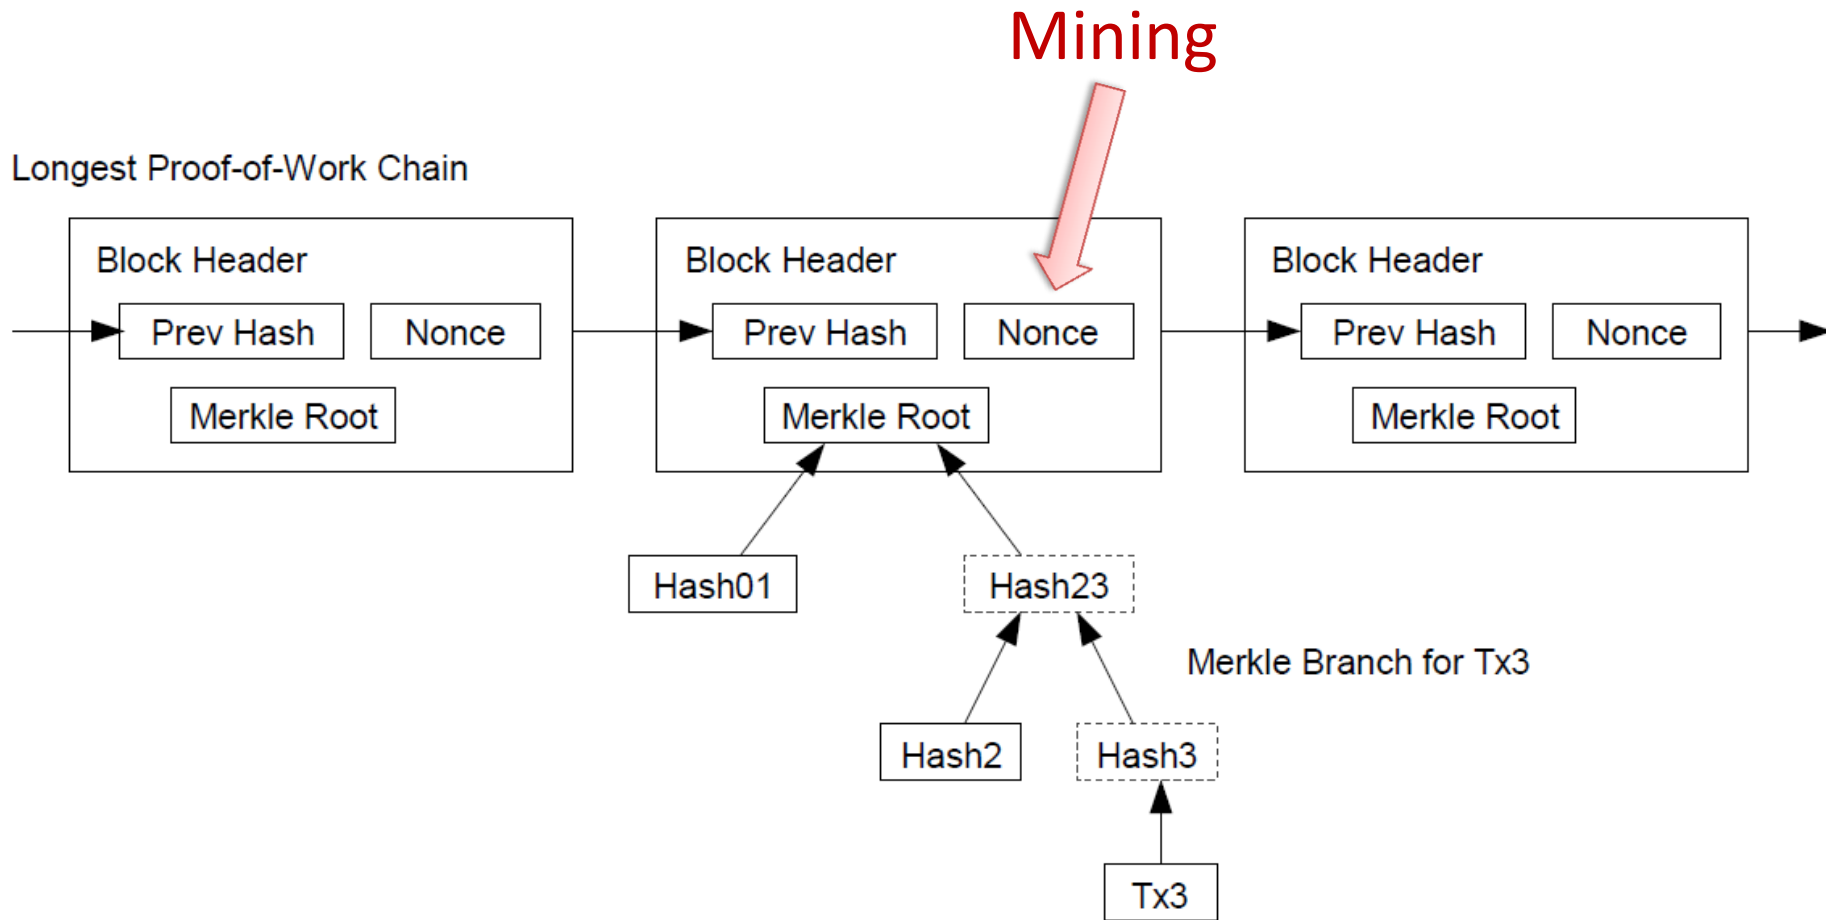 Mining
Longest Proof-of-Work Chain
Block Header
Block Header
Block Header
Prev Hash
Nonce
Prev Hash
Nonce
Prev Hash
Nonce
Merkle Root
Merkle Root
Merkle Root
Hash01
Hash23
Merkle Branch for Tx3
Hash2
Hash3
Tx3